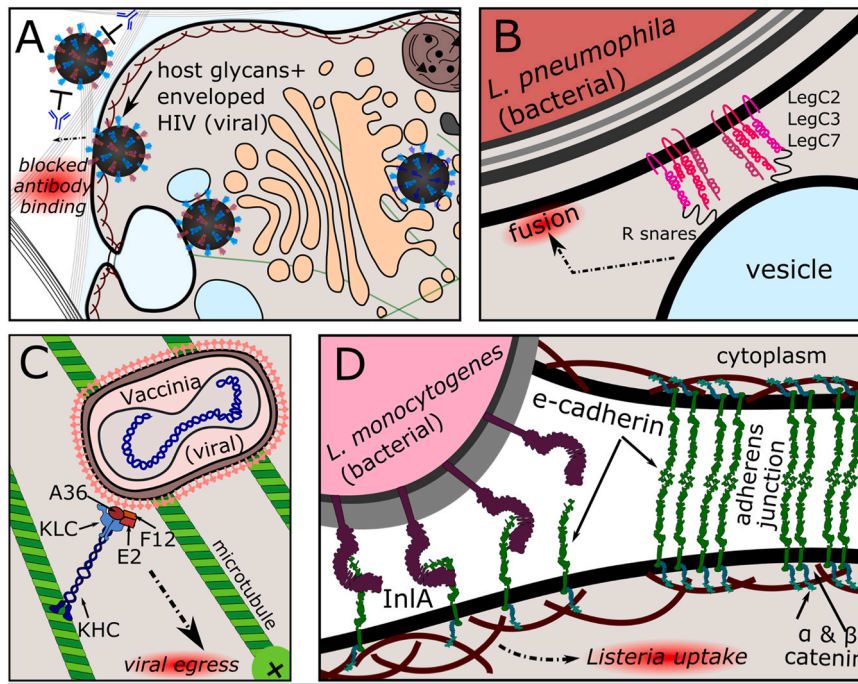 A
host glycans+
enveloped
HIV (viral)
blocked
antibody
binding
B
L. pneumophila
(bacterial)
LegC2
LegC3
LegC7
R snares
fusion
vesicle
C
Vaccinia
(viral)
A36
KLC
F12
E2
KHC
microtubule
viral egress
+
D
L. monocytogenes
(bacterial)
cytoplasm
e-cadherin
adherens
junction
InlA
α & β
catenin
Listeria uptake